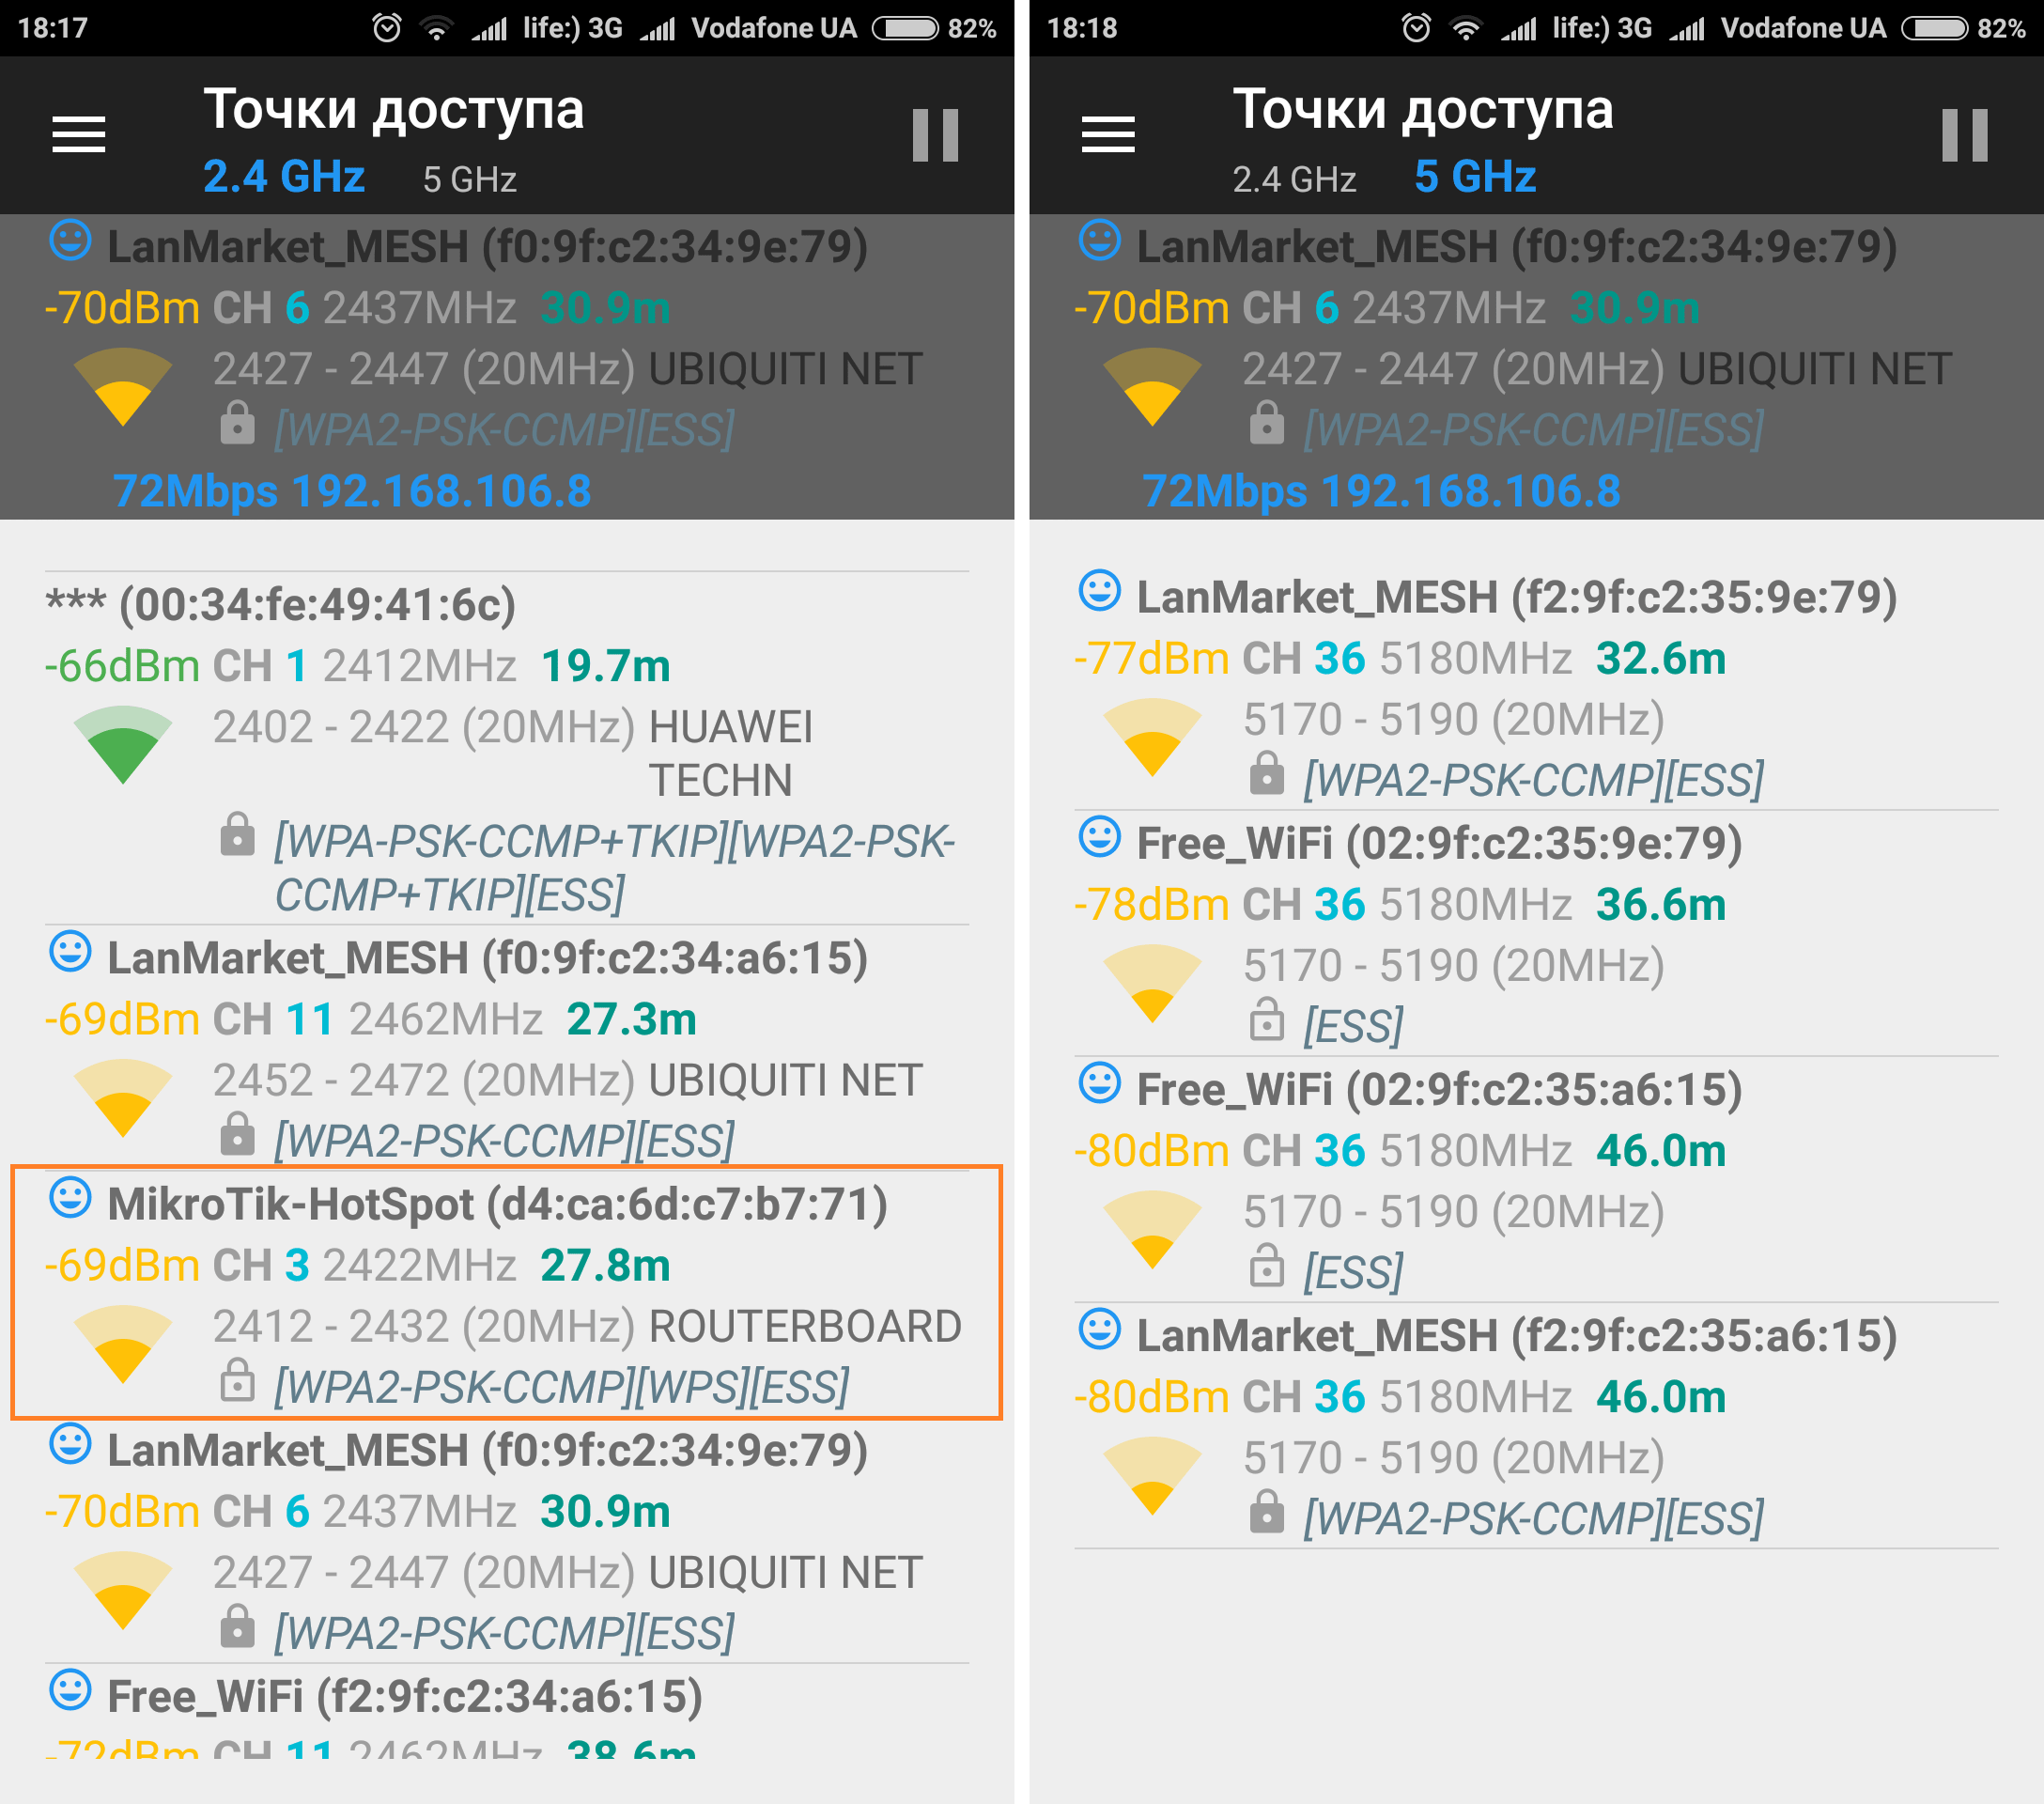 18:17 life:) 3G Vodafone UA 82%
Точки доступа
2.4 GHz 5 GHz
LanMarket_MESH (f0:9f:c2:34:9e:79)
-70dBm CH 6 2437MHz 30.9m
2427 - 2447 (20MHz) UBIQUITI NET
[WPA2-PSK-CCMP][ESS]
72Mbps 192.168.106.8
*** (00:34:fe:49:41:6c)
-66dBm CH 1 2412MHz 19.7m
2402 - 2422 (20MHz) HUAWEI
TECHN
[WPA-PSK-CCMP+TKIP][WPA2-PSK-
CCMP+TKIP][ESS]
LanMarket_MESH (f0:9f:c2:34:a6:15)
-69dBm CH 11 2462MHz 27.3m
2452 - 2472 (20MHz) UBIQUITI NET
[WPA2-PSK-CCMP][ESS]
MikroTik-HotSpot (d4:ca:6d:c7:b7:71)
-69dBm CH 3 2422MHz 27.8m
2412 - 2432 (20MHz) ROUTERBOARD
[WPA2-PSK-CCMP][WPS][ESS]
LanMarket_MESH (f0:9f:c2:34:9e:79)
-70dBm CH 6 2437MHz 30.9m
2427 - 2447 (20MHz) UBIQUITI NET
[WPA2-PSK-CCMP][ESS]
Free_WiFi (f2:9f:c2:34:a6:15)
-72dBm CH 11 2462MHz 38.6m
18:18 life:) 3G Vodafone UA 82%
Точки доступа
2.4 GHz 5 GHz
LanMarket_MESH (f0:9f:c2:34:9e:79)
-70dBm CH 6 2437MHz 30.9m
2427 - 2447 (20MHz) UBIQUITI NET
[WPA2-PSK-CCMP][ESS]
72Mbps 192.168.106.8
LanMarket_MESH (f2:9f:c2:35:9e:79)
-77dBm CH 36 5180MHz 32.6m
5170 - 5190 (20MHz)
[WPA2-PSK-CCMP][ESS]
Free_WiFi (02:9f:c2:35:9e:79)
-78dBm CH 36 5180MHz 36.6m
5170 - 5190 (20MHz)
[ESS]
Free_WiFi (02:9f:c2:35:a6:15)
-80dBm CH 36 5180MHz 46.0m
5170 - 5190 (20MHz)
[ESS]
LanMarket_MESH (f2:9f:c2:35:a6:15)
-80dBm CH 36 5180MHz 46.0m
5170 - 5190 (20MHz)
[WPA2-PSK-CCMP][ESS]